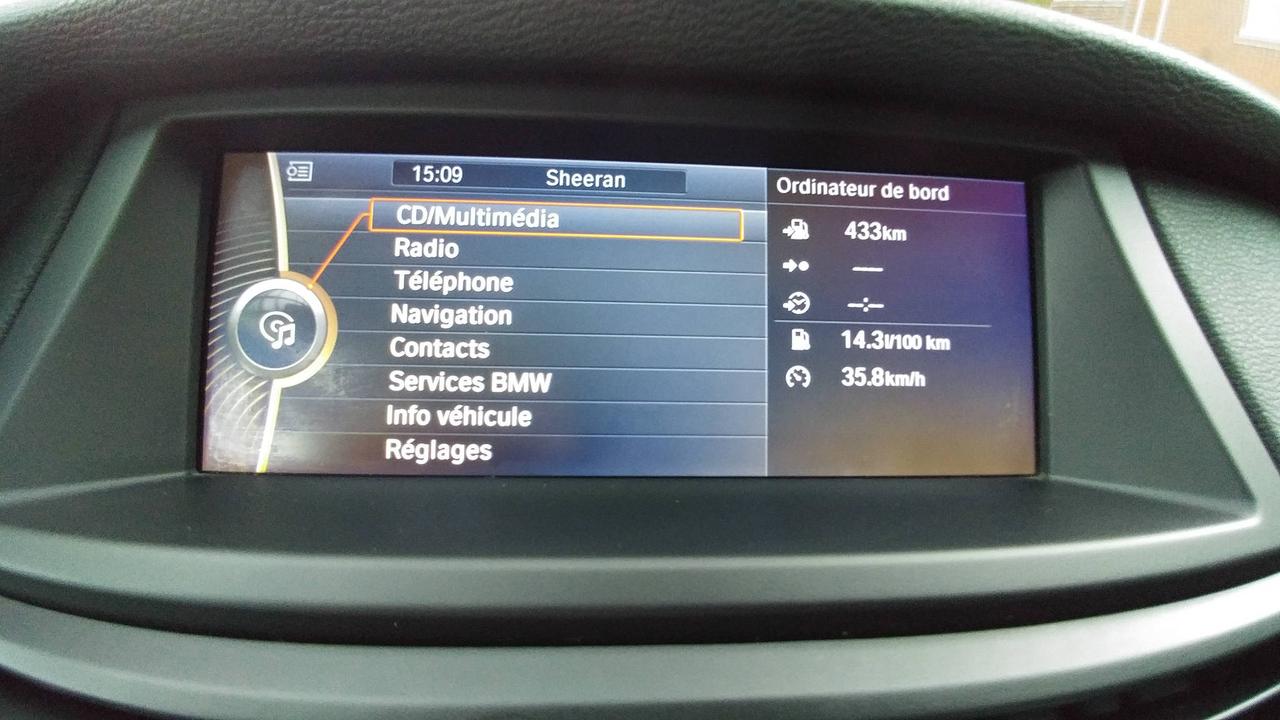 15:09 Sheeran
CD/Multimédia
Radio
Téléphone
Navigation
Contacts
Services BMW
Info véhicule
Réglages
Ordinateur de bord
433km
----
--:--
14.3l/100 km
35.8km/h